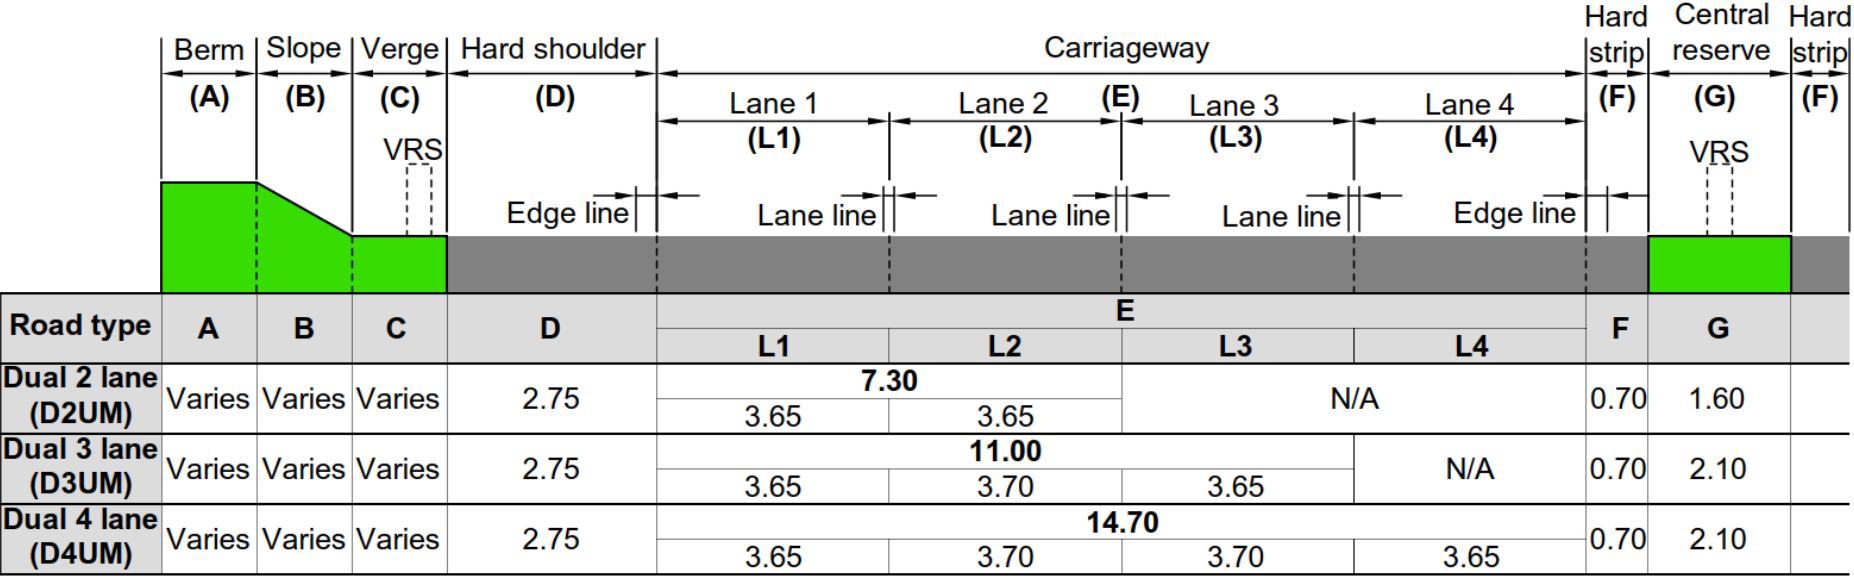 Berm Slope Verge Hard shoulder Carriageway Hard strip Central reserve Hard strip
(A) (B) (C) (D) (E) (F) (G) (F)
Lane 1 Lane 2 Lane 3 Lane 4
(L1) (L2) (L3) (L4)
VRS VRS
Edge line Lane line Lane line Lane line Edge line
Road type A B C D E F G
L1 L2 L3 L4
Dual 2 lane (D2UM) Varies Varies Varies 2.75 7.30 N/A 0.70 1.60
3.65 3.65
Dual 3 lane (D3UM) Varies Varies Varies 2.75 11.00 N/A 0.70 2.10
3.65 3.70 3.65
Dual 4 lane (D4UM) Varies Varies Varies 2.75 14.70 0.70 2.10
3.65 3.70 3.70 3.65